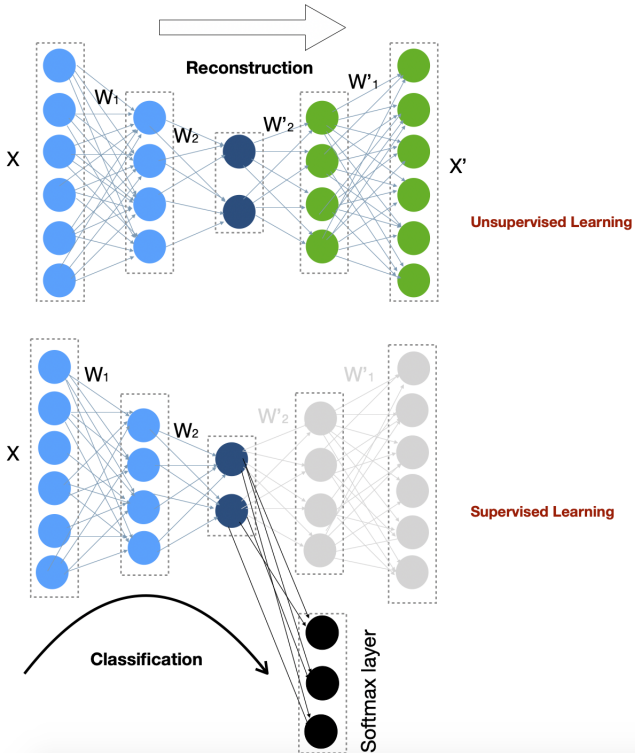 Reconstruction
W'1
W1
W2
W'2
X
X'
Unsupervised Learning
W1
W'1
W'2
W2
X
Supervised Learning
Classification
Softmax layer